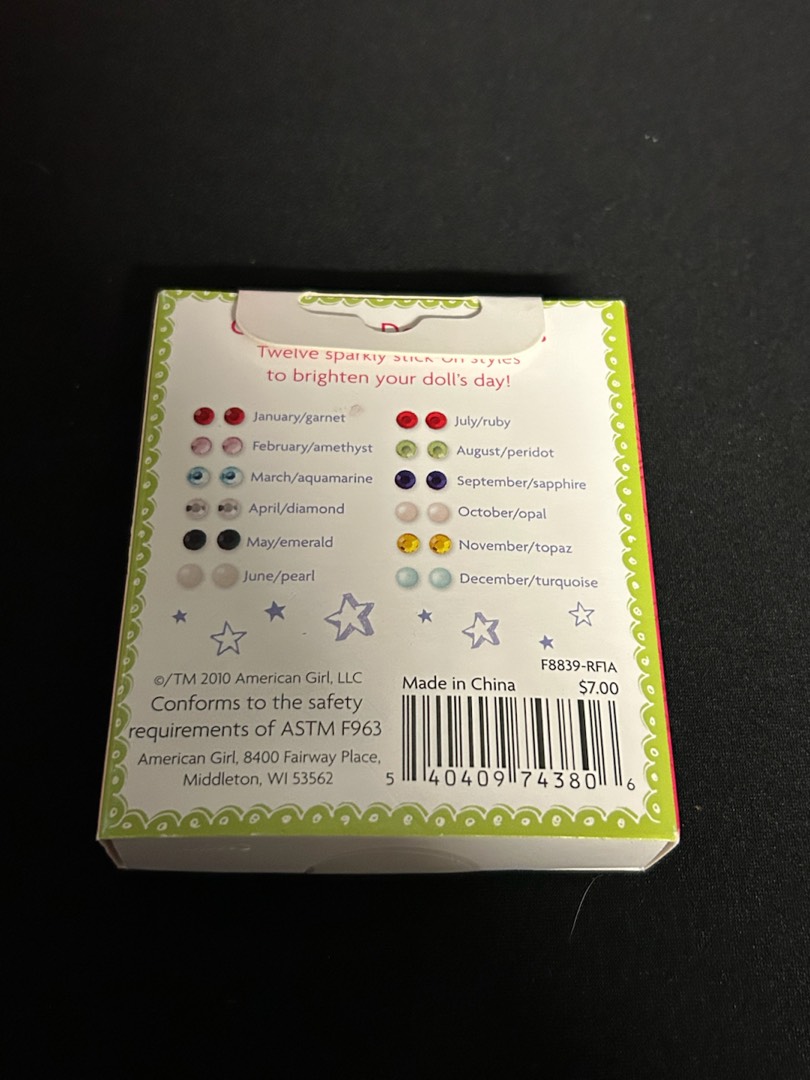 Twelve sparkly stick-on styles
to brighten your doll's day!
January/garnet
February/amethyst
March/aquamarine
April/diamond
May/emerald
June/pearl
July/ruby
August/peridot
September/sapphire
October/opal
November/topaz
December/turquoise
F8839-RF1A
Made in China $7.00
©/TM 2010 American Girl, LLC
Conforms to the safety
requirements of ASTM F963
American Girl, 8400 Fairway Place,
Middleton, WI 53562
5 40409 74380 6